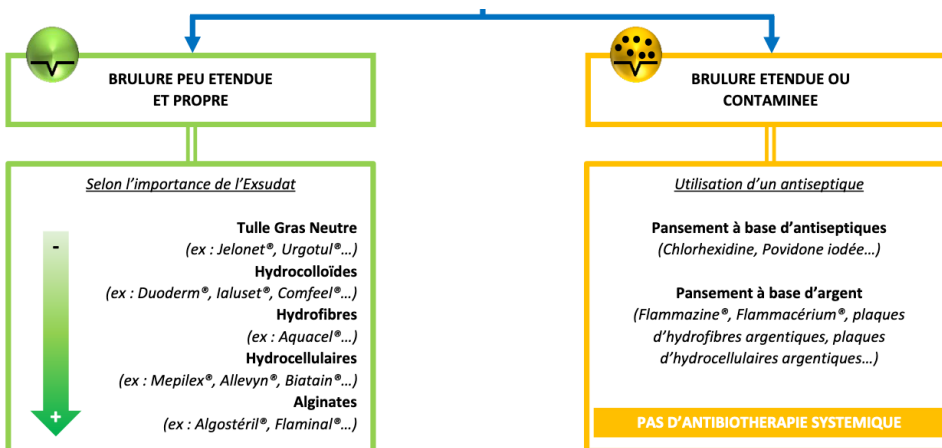 BRULURE PEU ETENDUE
ET PROPRE
Selon l'importance de l'Exsudat
-
Tulle Gras Neutre
(ex : Jelonet®, Urgotul®…)
Hydrocolloïdes
(ex : Duoderm®, Ialuset®, Comfeel®…)
Hydrofibres
(ex : Aquacel®…)
Hydrocellulaires
(ex : Mepilex®, Allevyn®, Biatain®…)
Alginates
+
(ex : Algostéril®, Flaminal®…)
BRULURE ETENDUE OU
CONTAMINEE
Utilisation d'un antiseptique
Pansement à base d'antiseptiques
(Chlorhexidine, Povidone iodée…)
Pansement à base d'argent
(Flammazine®, Flammacérium®, plaques
d'hydrofibres argentiques, plaques
d'hydrocellulaires argentiques…)
PAS D'ANTIBIOTHERAPIE SYSTEMIQUE